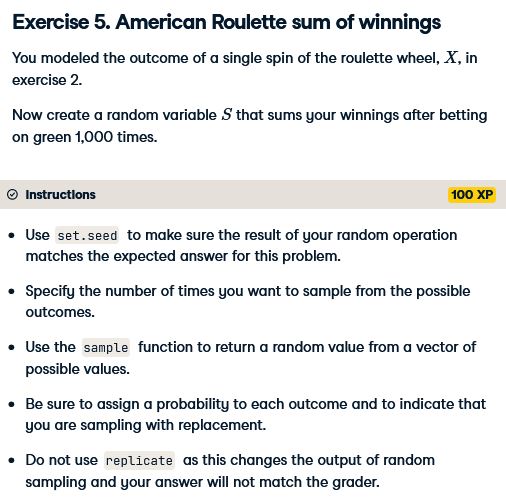 Exercise 5. American Roulette sum of winnings
You modeled the outcome of a single spin of the roulette wheel, X, in
exercise 2.
Now create a random variable S that sums your winnings after betting
on green 1,000 times.
Instructions
100 XP
• Use set.seed to make sure the result of your random operation
matches the expected answer for this problem.
• Specify the number of times you want to sample from the possible
outcomes.
• Use the sample function to return a random value from a vector of
possible values.
• Be sure to assign a probability to each outcome and to indicate that
you are sampling with replacement.
• Do not use replicate as this changes the output of random
sampling and your answer will not match the grader.